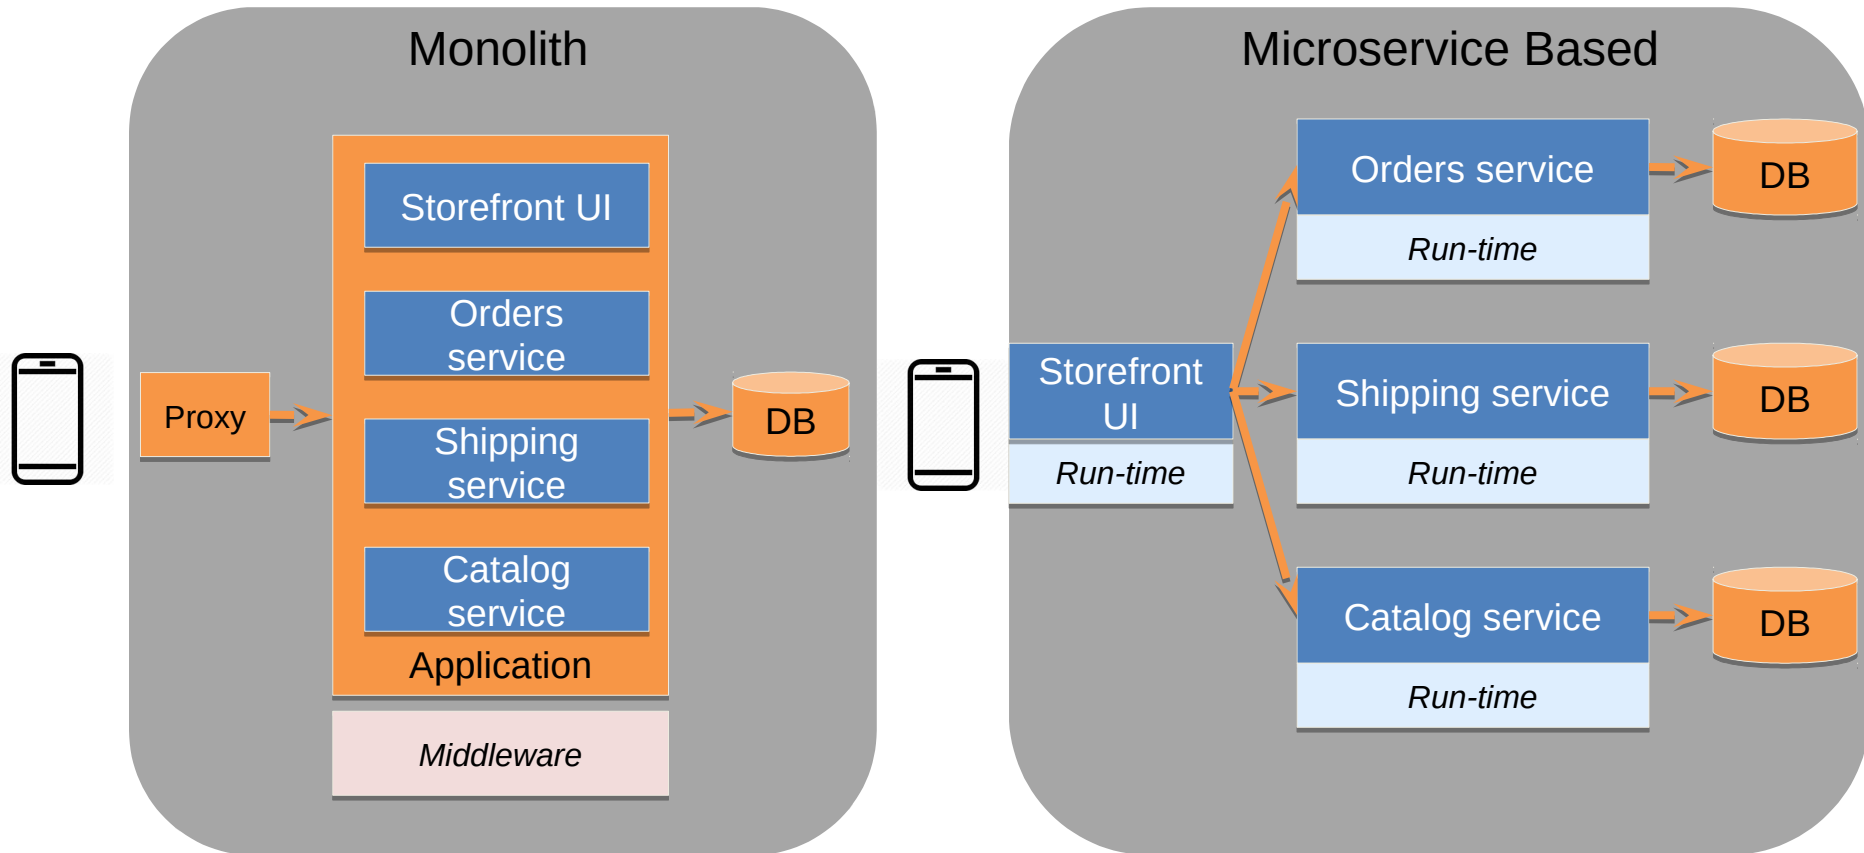 Monolith
Storefront UI
Orders
service
Shipping
service
Catalog
service
Application
Middleware
Proxy
DB
Microservice Based
Storefront
UI
Run-time
Orders service
Run-time
DB
Shipping service
Run-time
DB
Catalog service
Run-time
DB